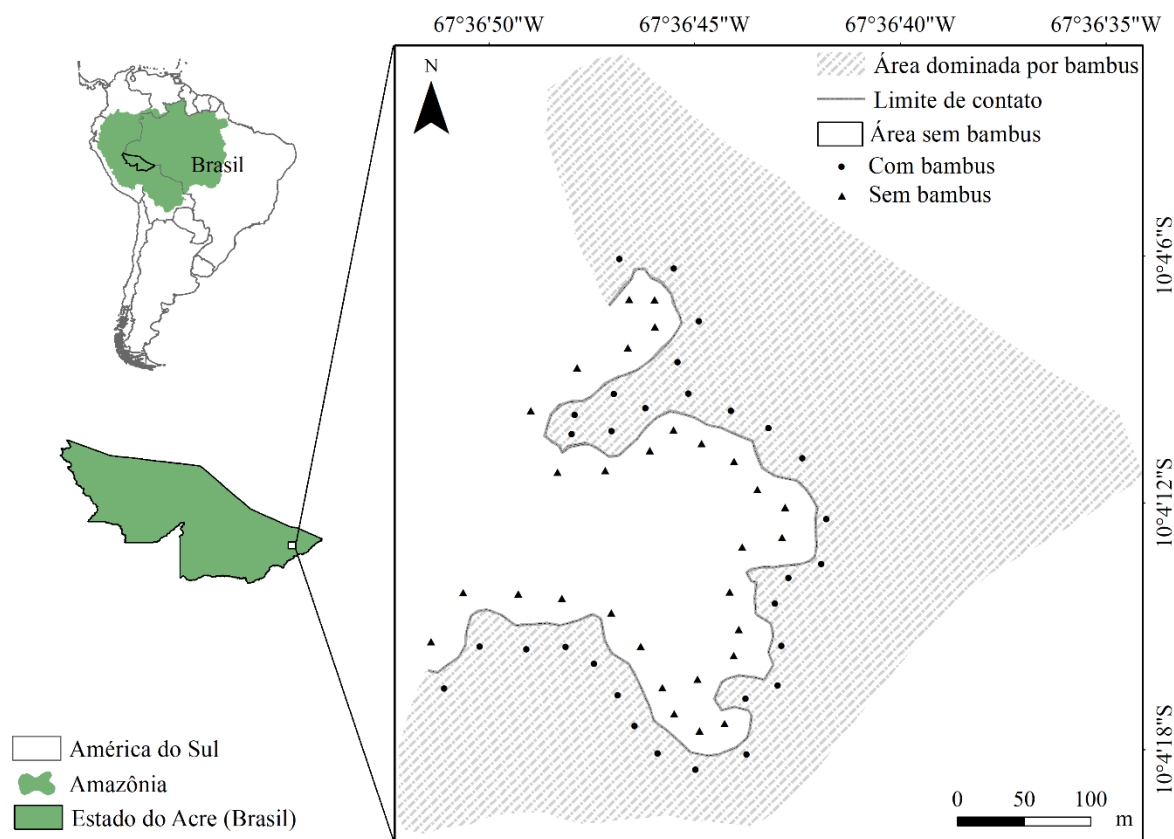 67°36'50"W 67°36'45"W 67°36'40"W 67°36'35"W
N
Área dominada por bambus
Limite de contato
Área sem bambus
Com bambus
Sem bambus
Brasil
10°4'6"S
10°4'12"S
10°4'18"S
América do Sul
Amazônia
Estado do Acre (Brasil)
0 50 100
m